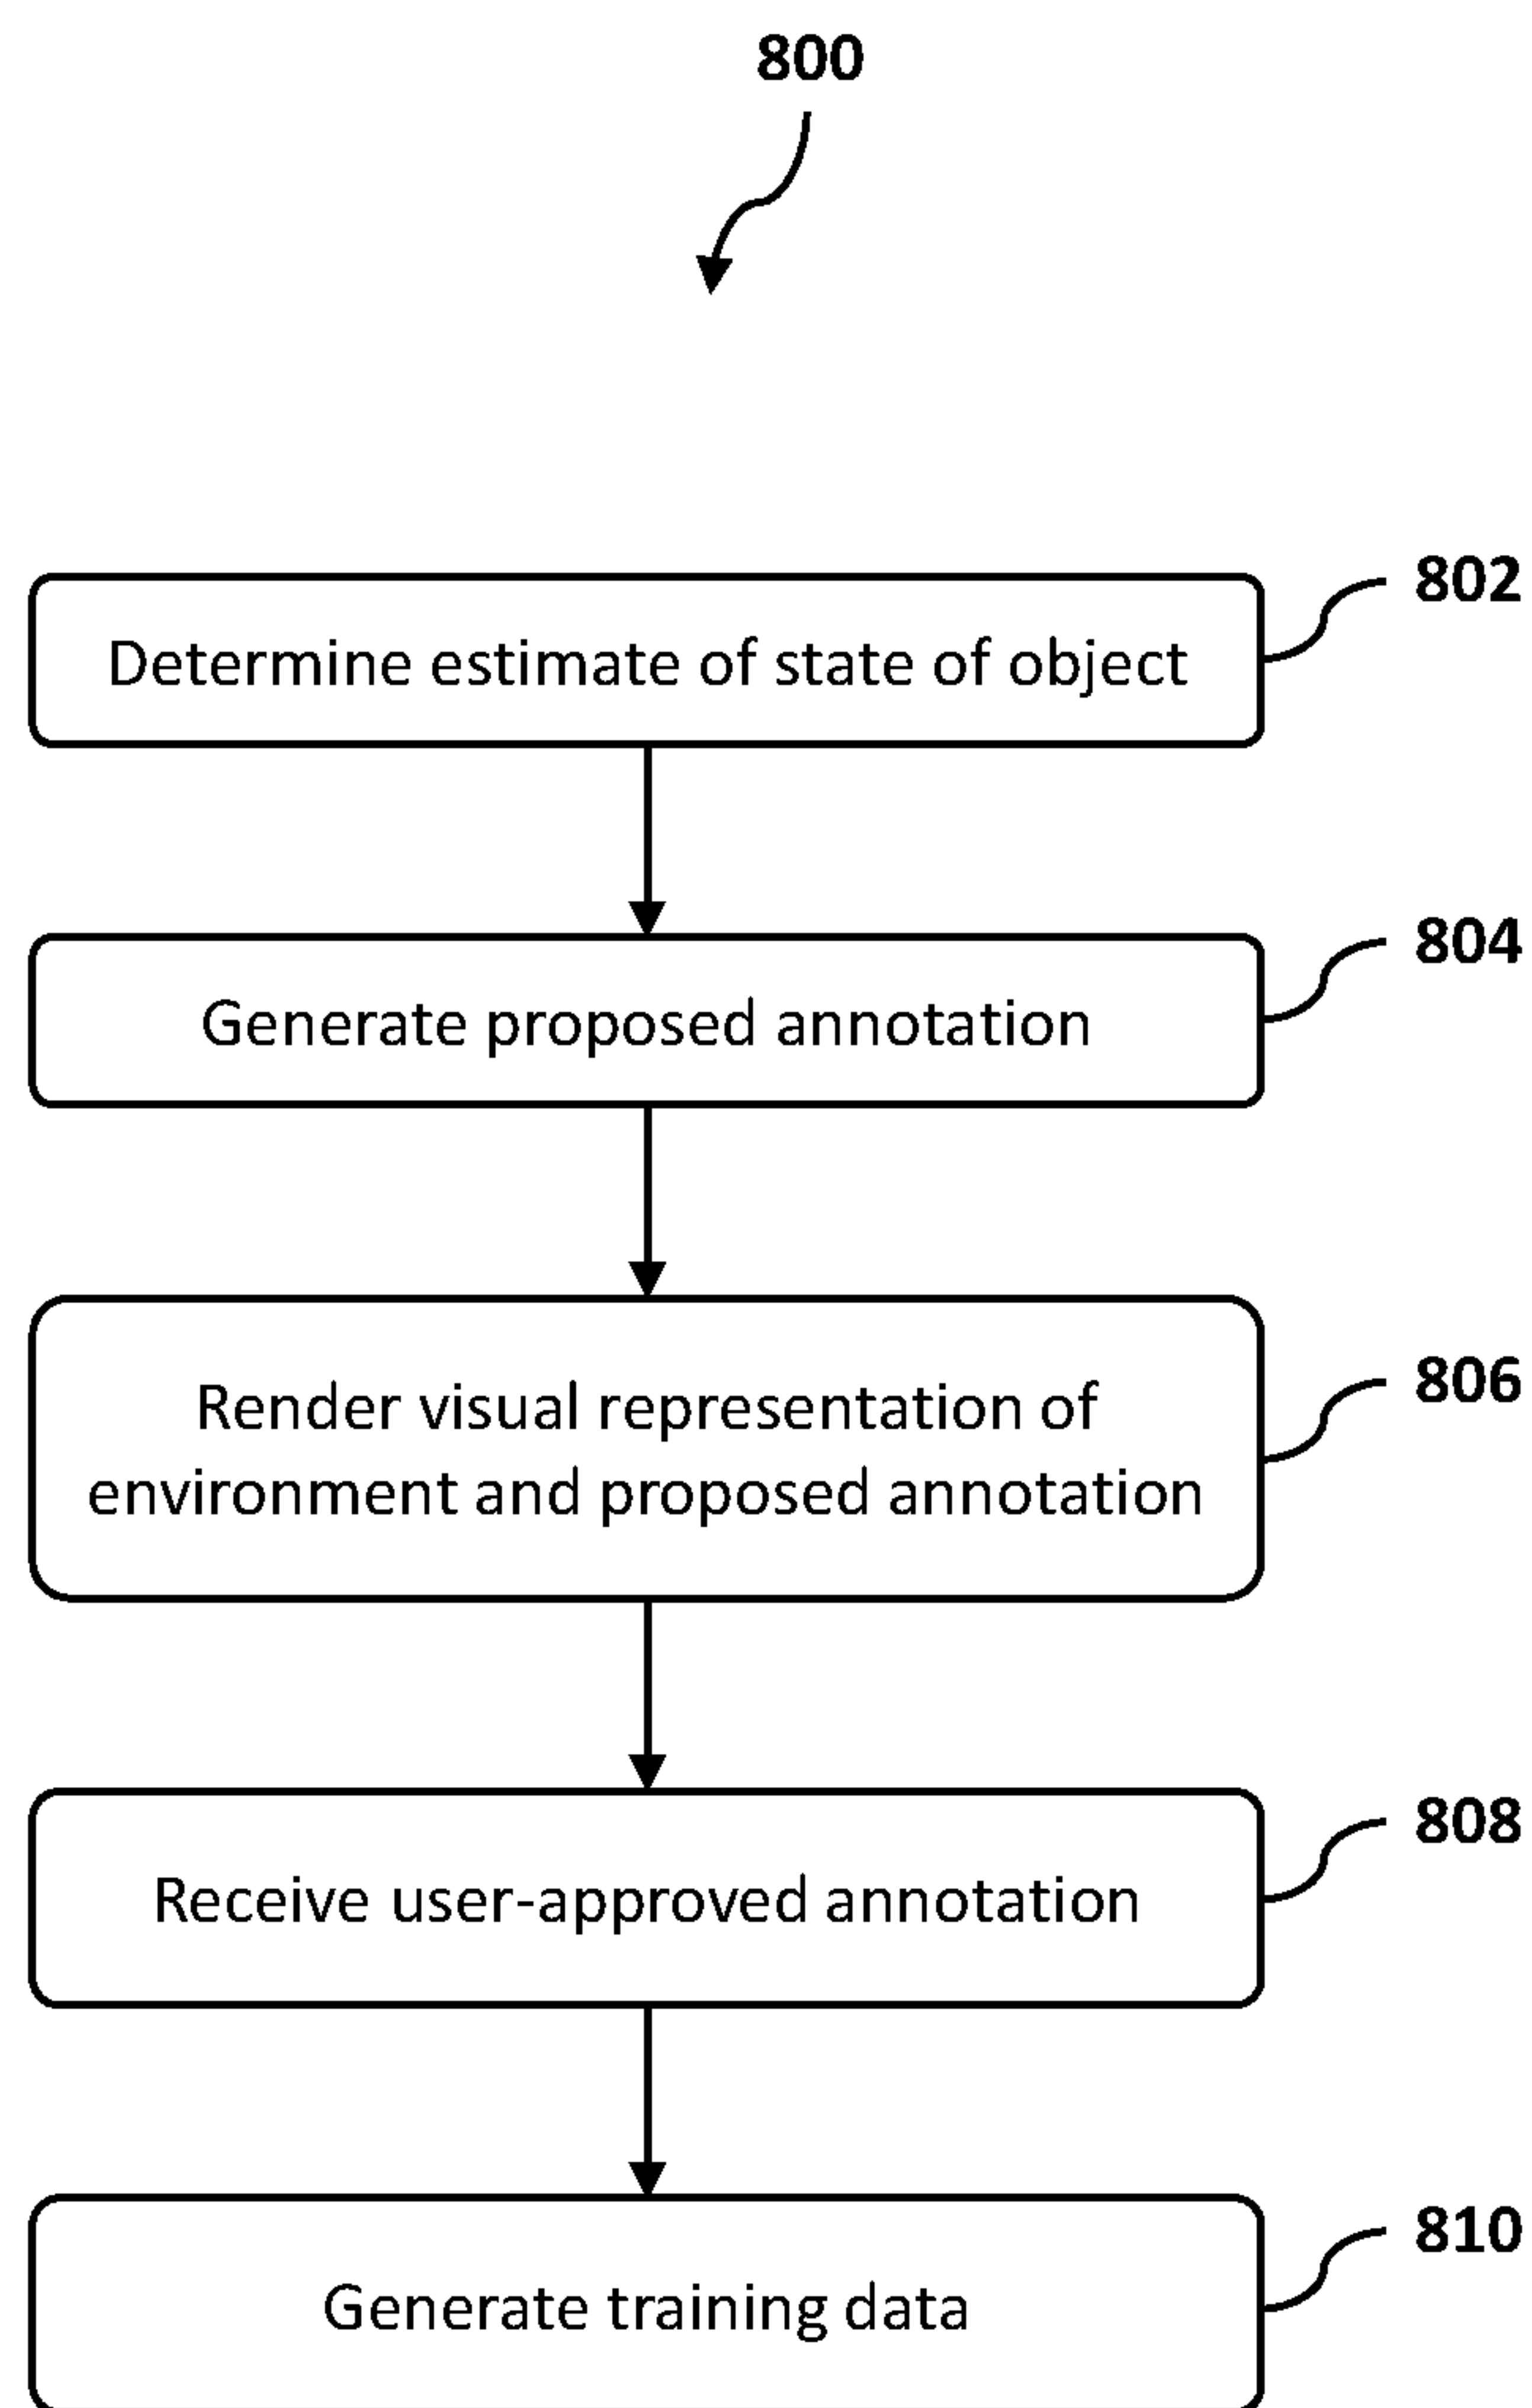 800
802
Determine estimate of state of object
804
Generate proposed annotation
806
Render visual representation of
environment and proposed annotation
808
Receive user-approved annotation
810
Generate training data